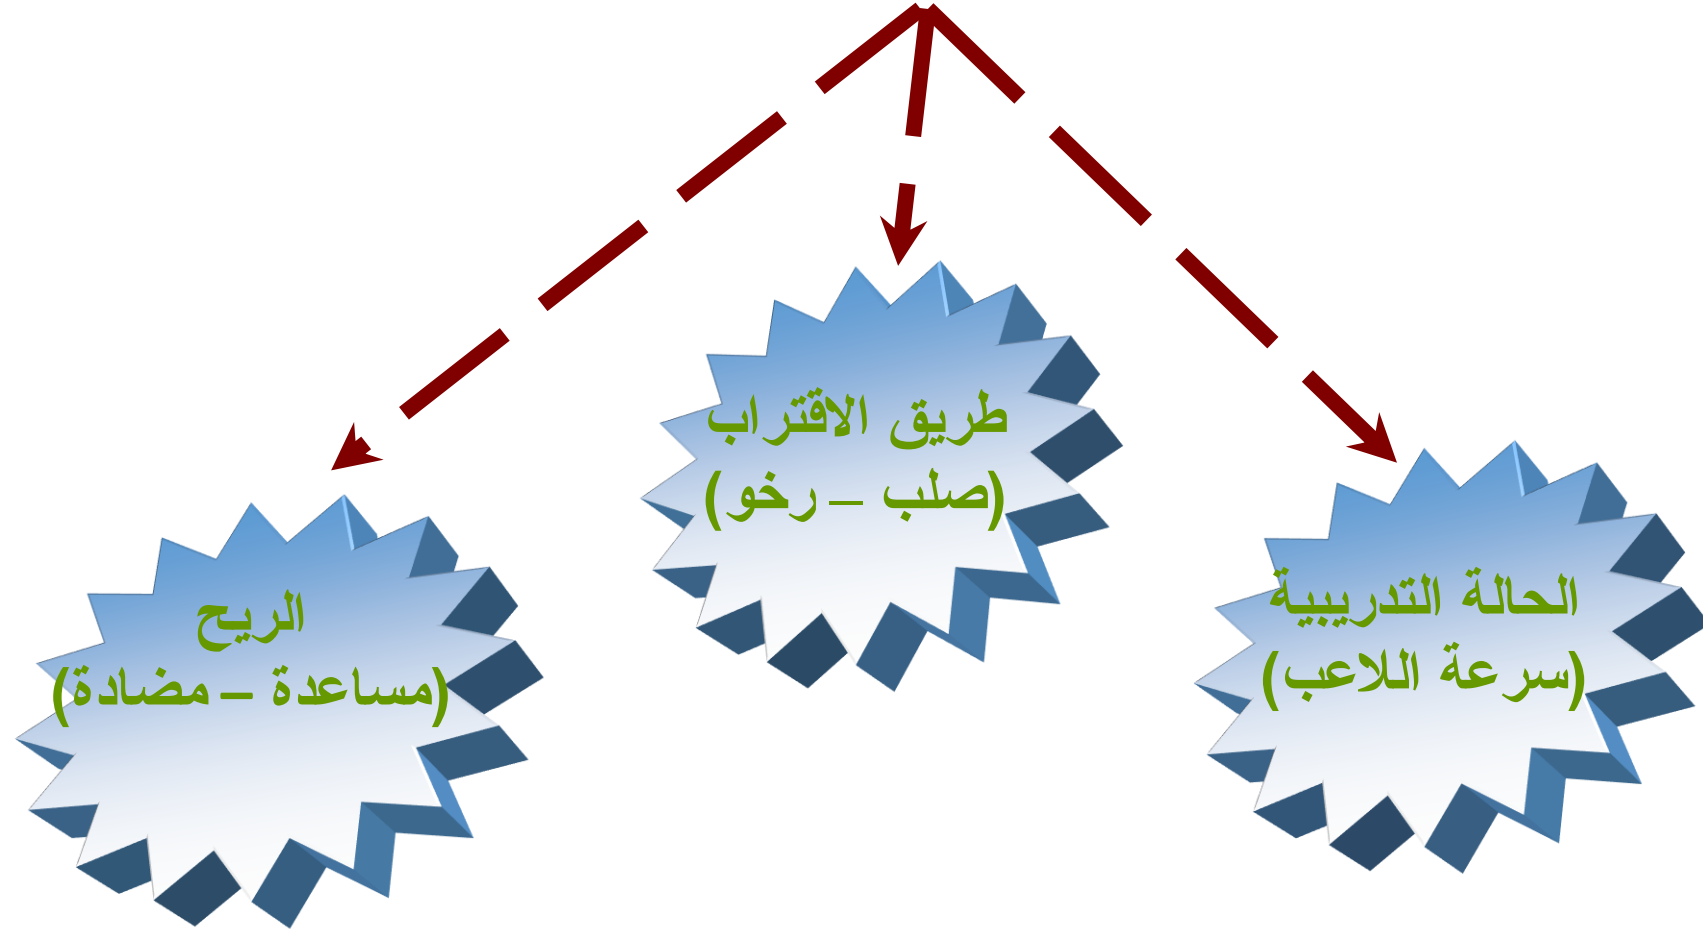 الحالة التدريبية
(سرعة اللاعب)
طريق الاقتراب
(صلب – رخو)
الريح
(مساعدة – مضادة)